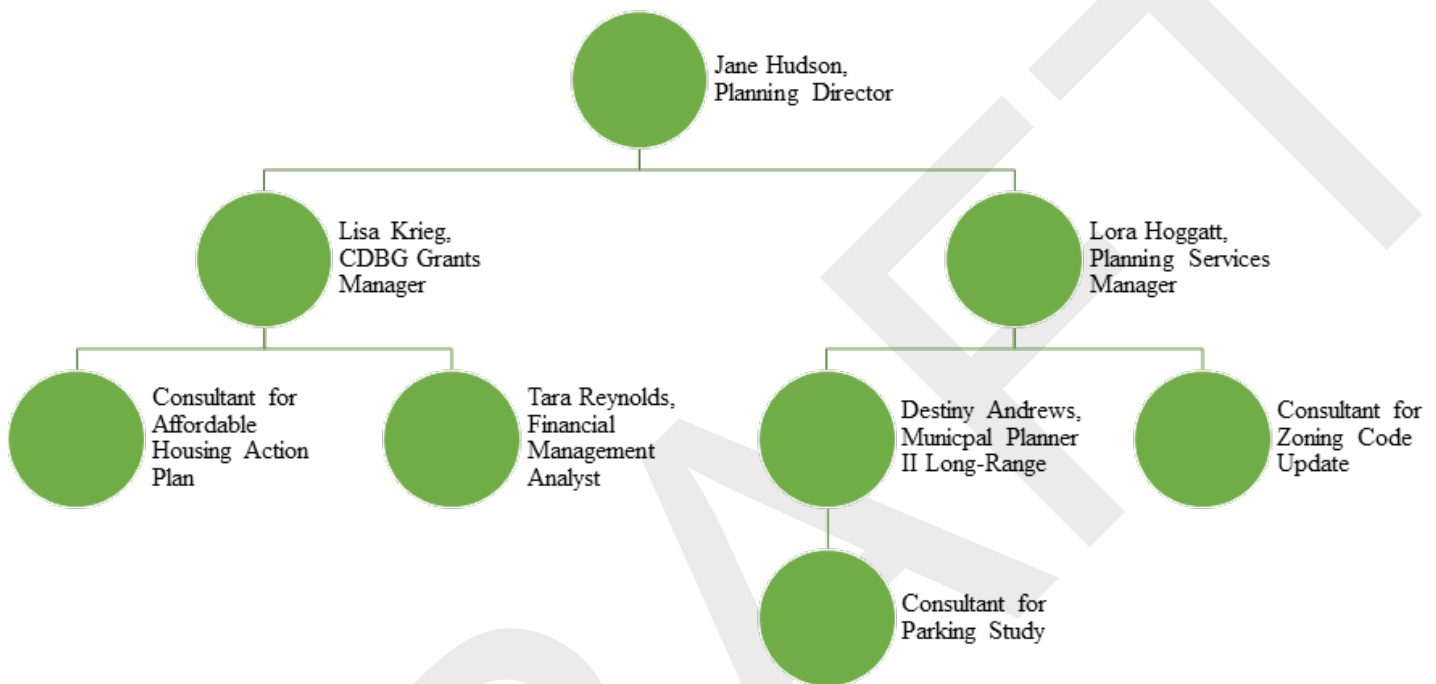 Jane Hudson,
Planning Director
Lisa Krieg,
CDBG Grants
Manager
Lora Hoggatt,
Planning Services
Manager
Consultant for
Affordable
Housing Action
Plan
Tara Reynolds,
Financial
Management
Analyst
Destiny Andrews,
Municpal Planner
II Long-Range
Consultant for
Zoning Code
Update
Consultant for
Parking Study